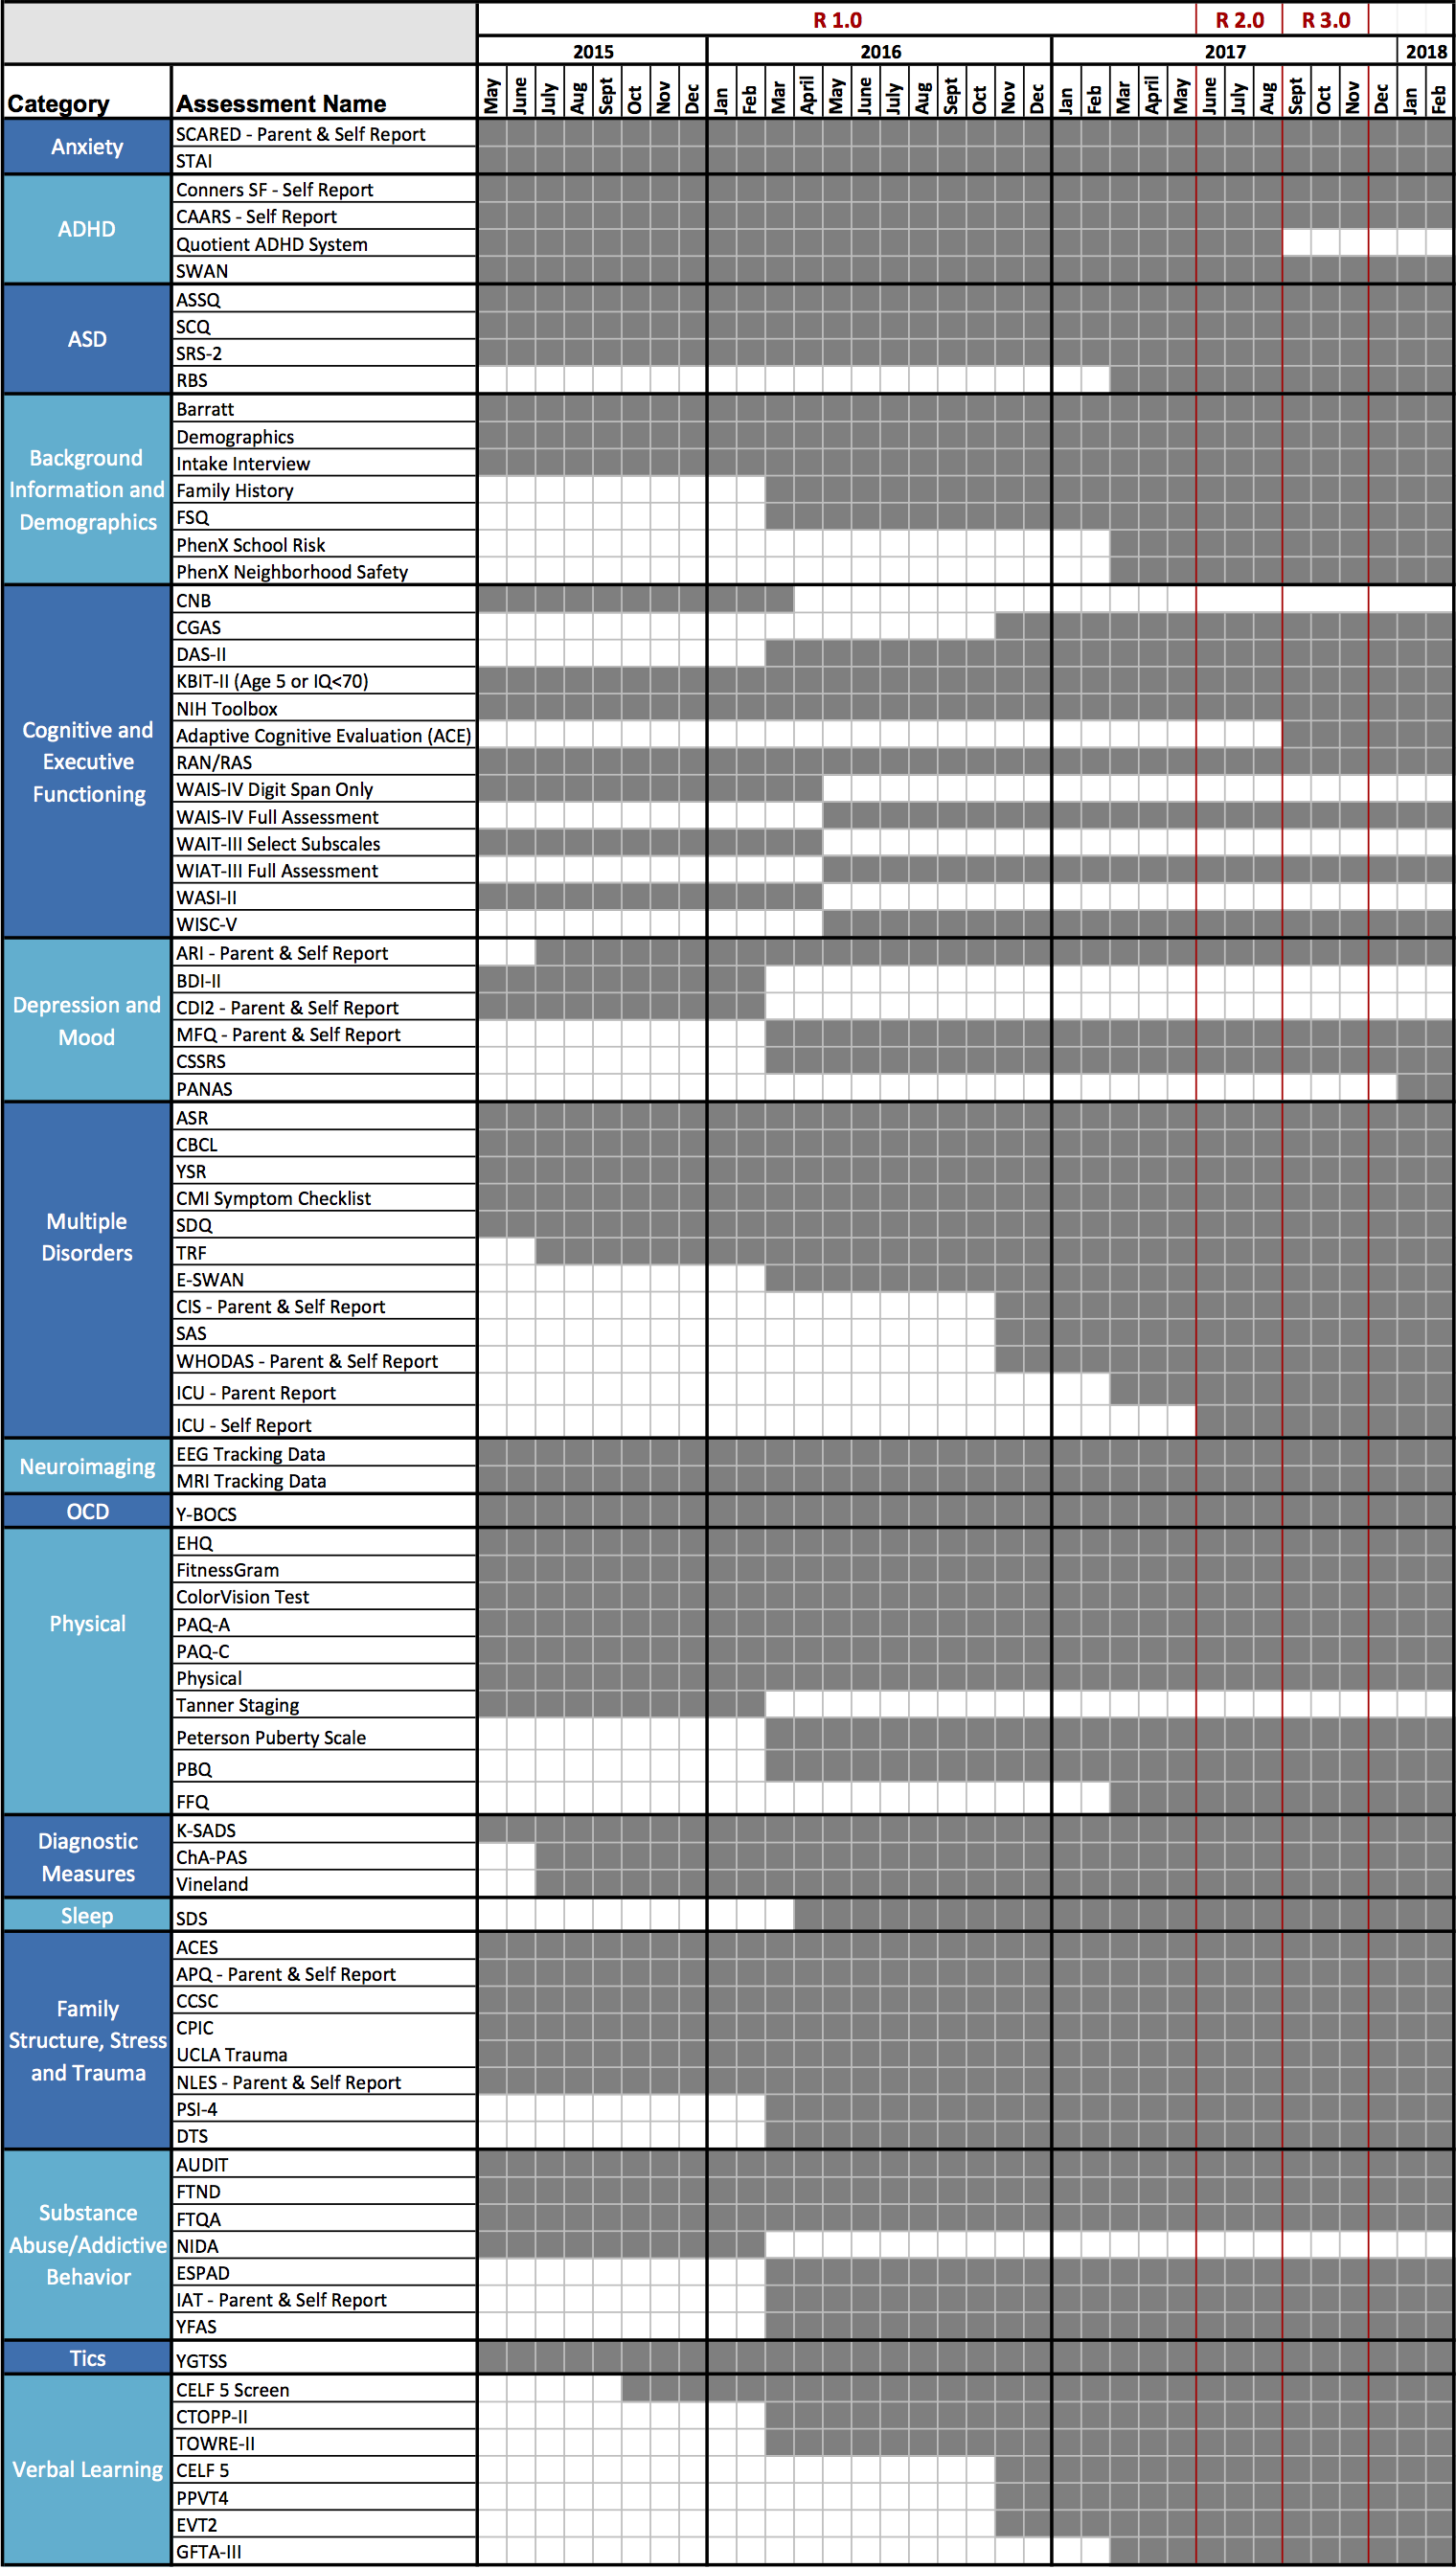 R 1.0 R 2.0 R 3.0
2015 2016 2017 2018
Category Assessment Name May June July Aug Sept Oct Nov Dec Jan Feb Mar April May June July Aug Sept Oct Nov Dec Jan Feb Mar April May June July Aug Sept Oct Nov Dec Jan Feb
Anxiety
SCARED - Parent & Self Report
STAI
ADHD
Conners SF - Self Report
CAARS - Self Report
Quotient ADHD System
SWAN
ASD
ASSQ
SCQ
SRS-2
RBS
Background
Information and
Demographics
Barratt
Demographics
Intake Interview
Family History
FSQ
PhenX School Risk
PhenX Neighborhood Safety
Cognitive and
Executive
Functioning
CNB
CGAS
DAS-II
KBIT-II (Age 5 or IQ<70)
NIH Toolbox
Adaptive Cognitive Evaluation (ACE)
RAN/RAS
WAIS-IV Digit Span Only
WAIS-IV Full Assessment
WAIT-III Select Subscales
WIAT-III Full Assessment
WASI-II
WISC-V
Depression and
Mood
ARI - Parent & Self Report
BDI-II
CDI2 - Parent & Self Report
MFQ - Parent & Self Report
CSSRS
PANAS
Multiple
Disorders
ASR
CBCL
YSR
CMI Symptom Checklist
SDQ
TRF
E-SWAN
CIS - Parent & Self Report
SAS
WHODAS - Parent & Self Report
ICU - Parent Report
ICU - Self Report
Neuroimaging
EEG Tracking Data
MRI Tracking Data
OCD
Y-BOCS
Physical
EHQ
FitnessGram
ColorVision Test
PAQ-A
PAQ-C
Physical
Tanner Staging
Peterson Puberty Scale
PBQ
FFQ
Diagnostic
Measures
K-SADS
ChA-PAS
Vineland
Sleep
SDS
Family
Structure, Stress
and Trauma
ACES
APQ - Parent & Self Report
CCSC
CPIC
UCLA Trauma
NLES - Parent & Self Report
PSI-4
DTS
Substance
Abuse/Addictive
Behavior
AUDIT
FTND
FTQA
NIDA
ESPAD
IAT - Parent & Self Report
YFAS
Tics
YGTSS
Verbal Learning
CELF 5 Screen
CTOPP-II
TOWRE-II
CELF 5
PPVT4
EVT2
GFTA-III